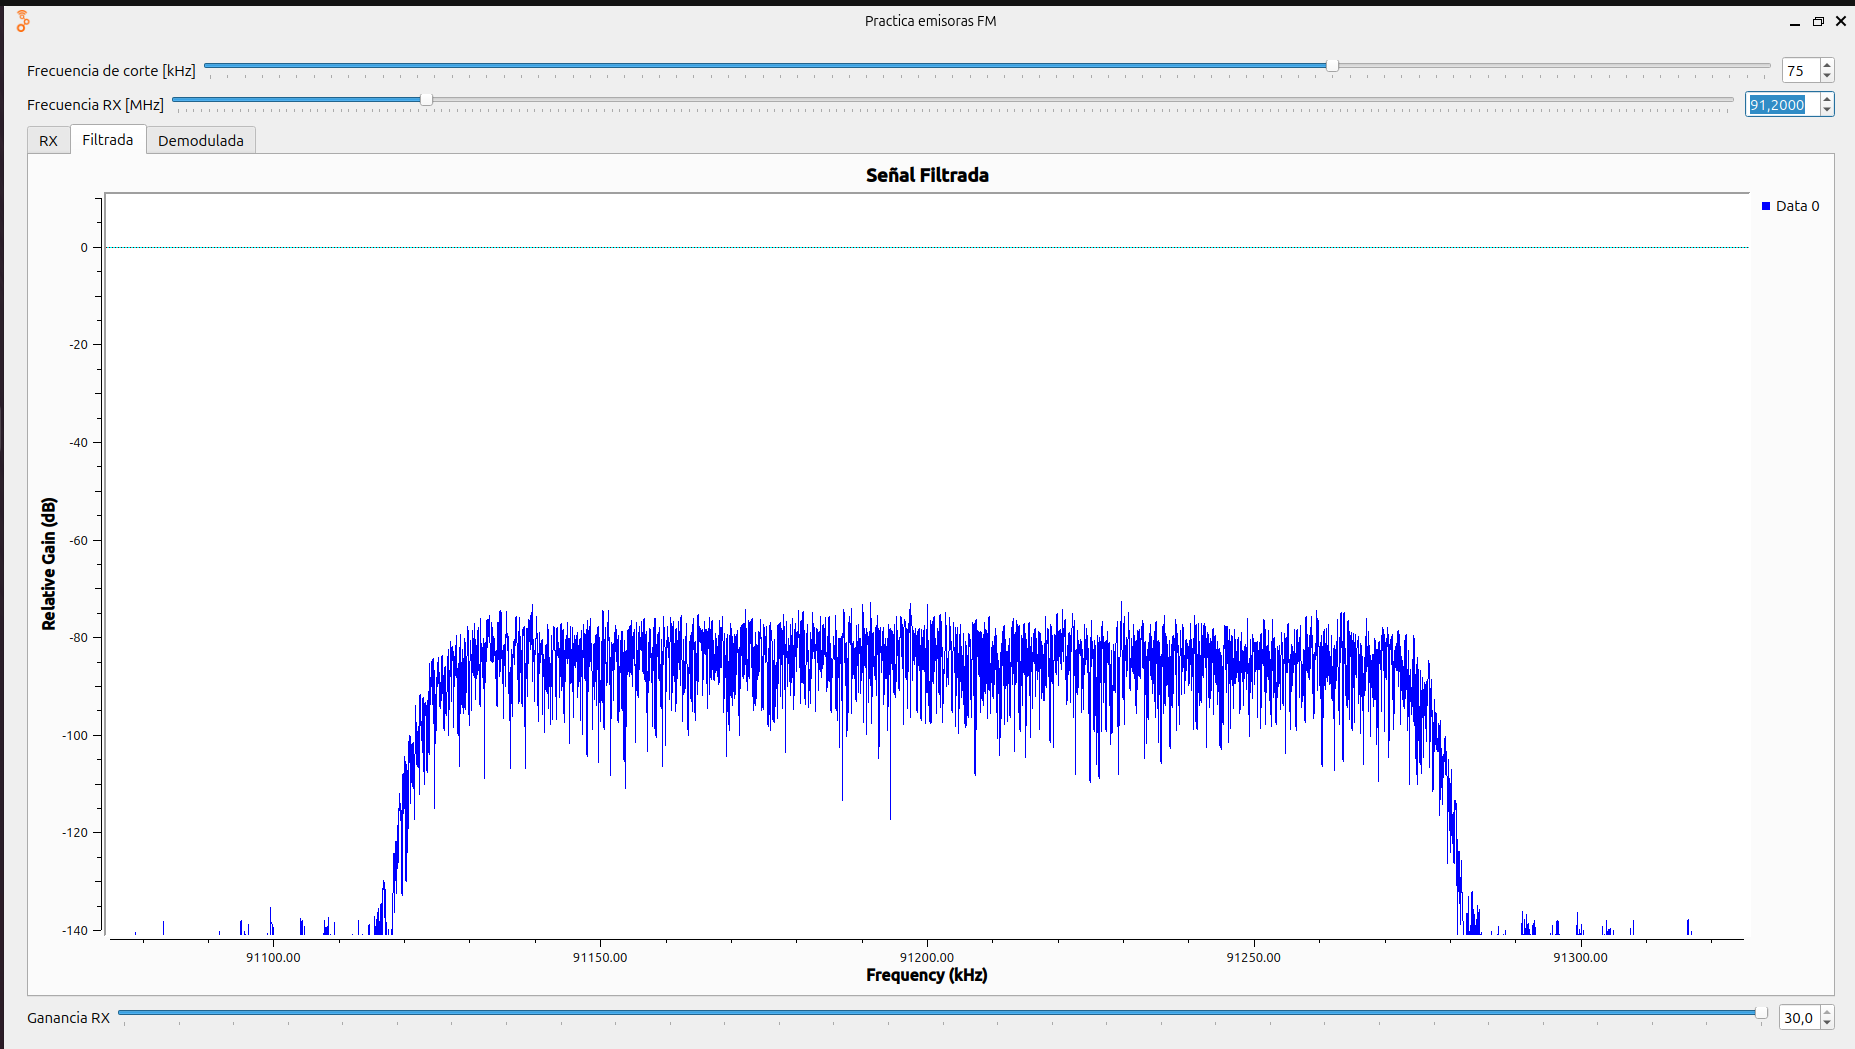 Practica emisoras FM
Frecuencia de corte [kHz]
75
Frecuencia RX [MHz]
91,2000
RX
Filtrada
Demodulada
Señal Filtrada
Data 0
0
-20
-40
-60
-80
-100
-120
-140
Relative Gain (dB)
91100.00
91150.00
91200.00
91250.00
91300.00
Frequency (kHz)
Ganancia RX
30,0